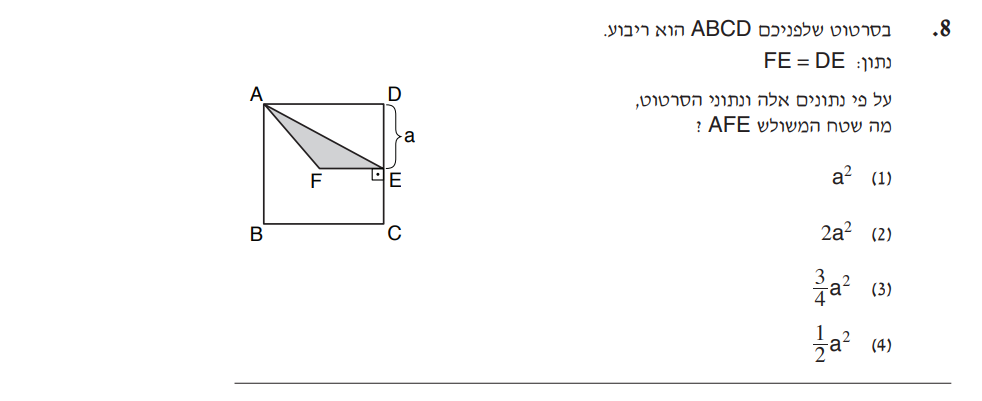 8. בסרטוט שלפניכם ABCD הוא ריבוע.
נתון: FE = DE
על פי נתונים אלה ונתוני הסרטוט,
מה שטח המשולש AFE ?
(1) a²
(2) 2a²
(3) 3/4 a²
(4) 1/2 a²
A D
a
F E
B C